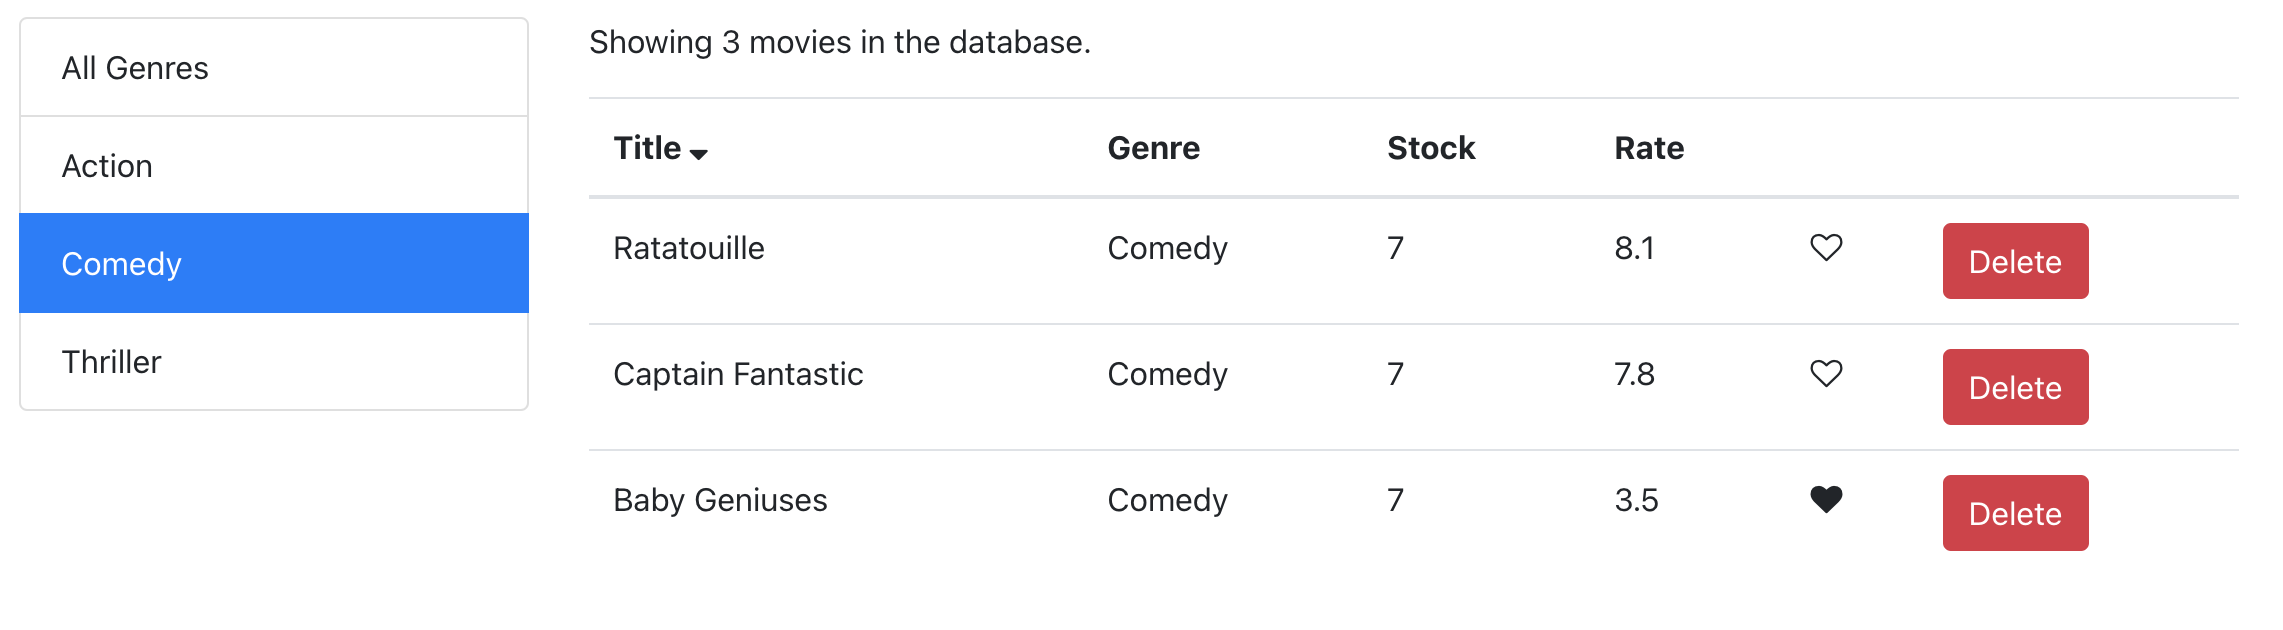 All Genres
Action
Comedy
Thriller
Showing 3 movies in the database.
Title Genre Stock Rate
Ratatouille Comedy 7 8.1 Delete
Captain Fantastic Comedy 7 7.8 Delete
Baby Geniuses Comedy 7 3.5 Delete